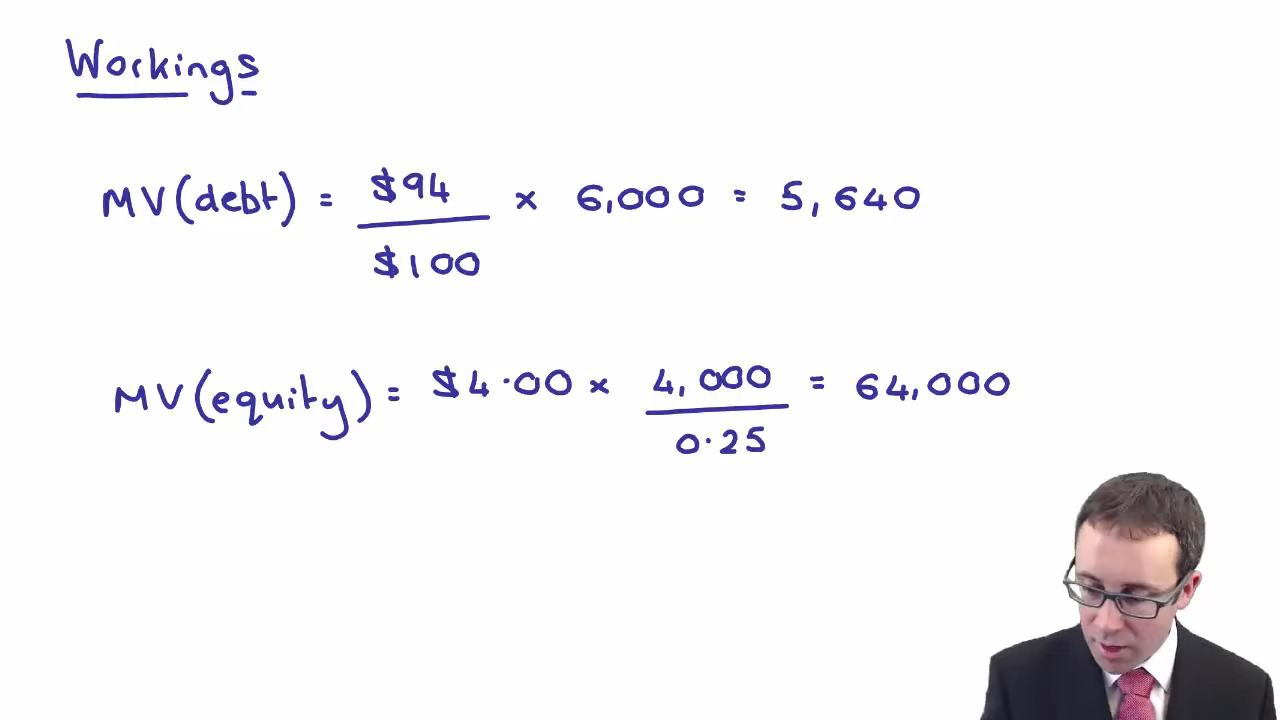 Workings
MV(debt) = $94 / $100 × 6,000 = 5,640
MV(equity) = $4.00 × 4,000 / 0.25 = 64,000